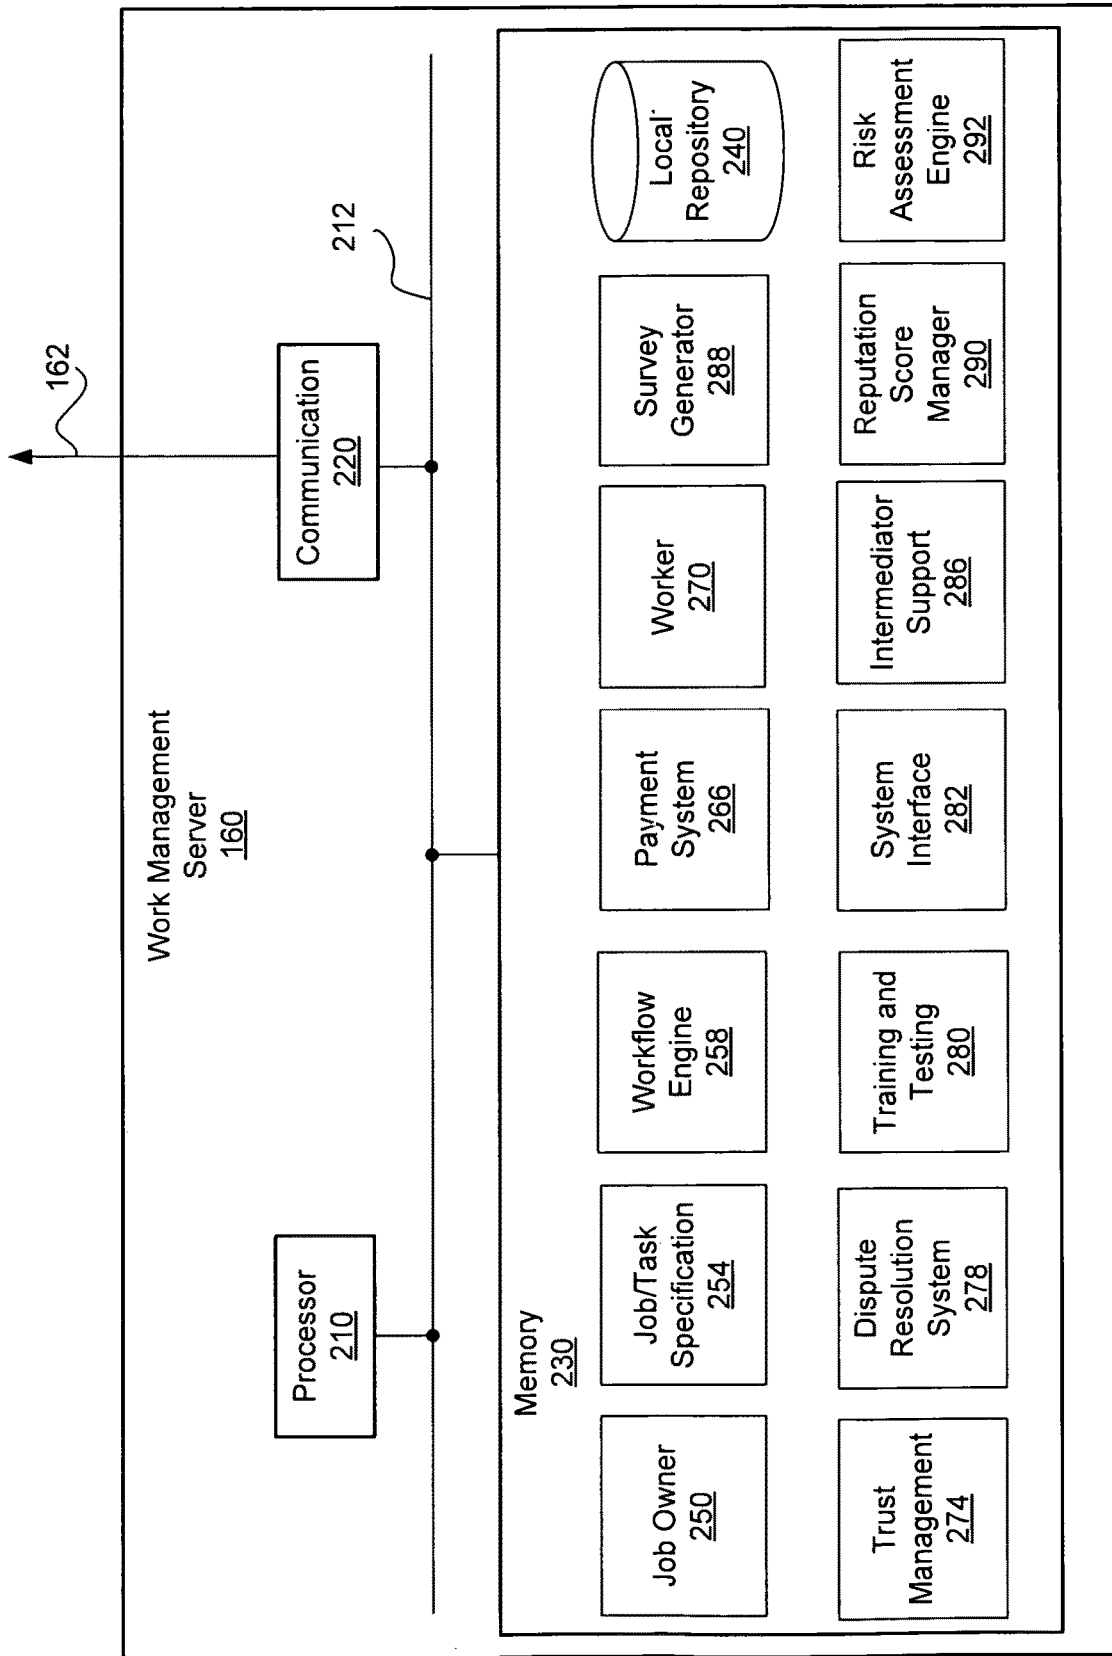 Work Management
Server
160
162
Processor
210
Communication
220
212
Memory
230
Job Owner
250
Job/Task
Specification
254
Workflow
Engine
258
Payment
System
266
Worker
270
Survey
Generator
288
Local
Repository
240
Trust
Management
274
Dispute
Resolution
System
278
Training and
Testing
280
System
Interface
282
Intermediator
Support
286
Reputation
Score
Manager
290
Risk
Assessment
Engine
292